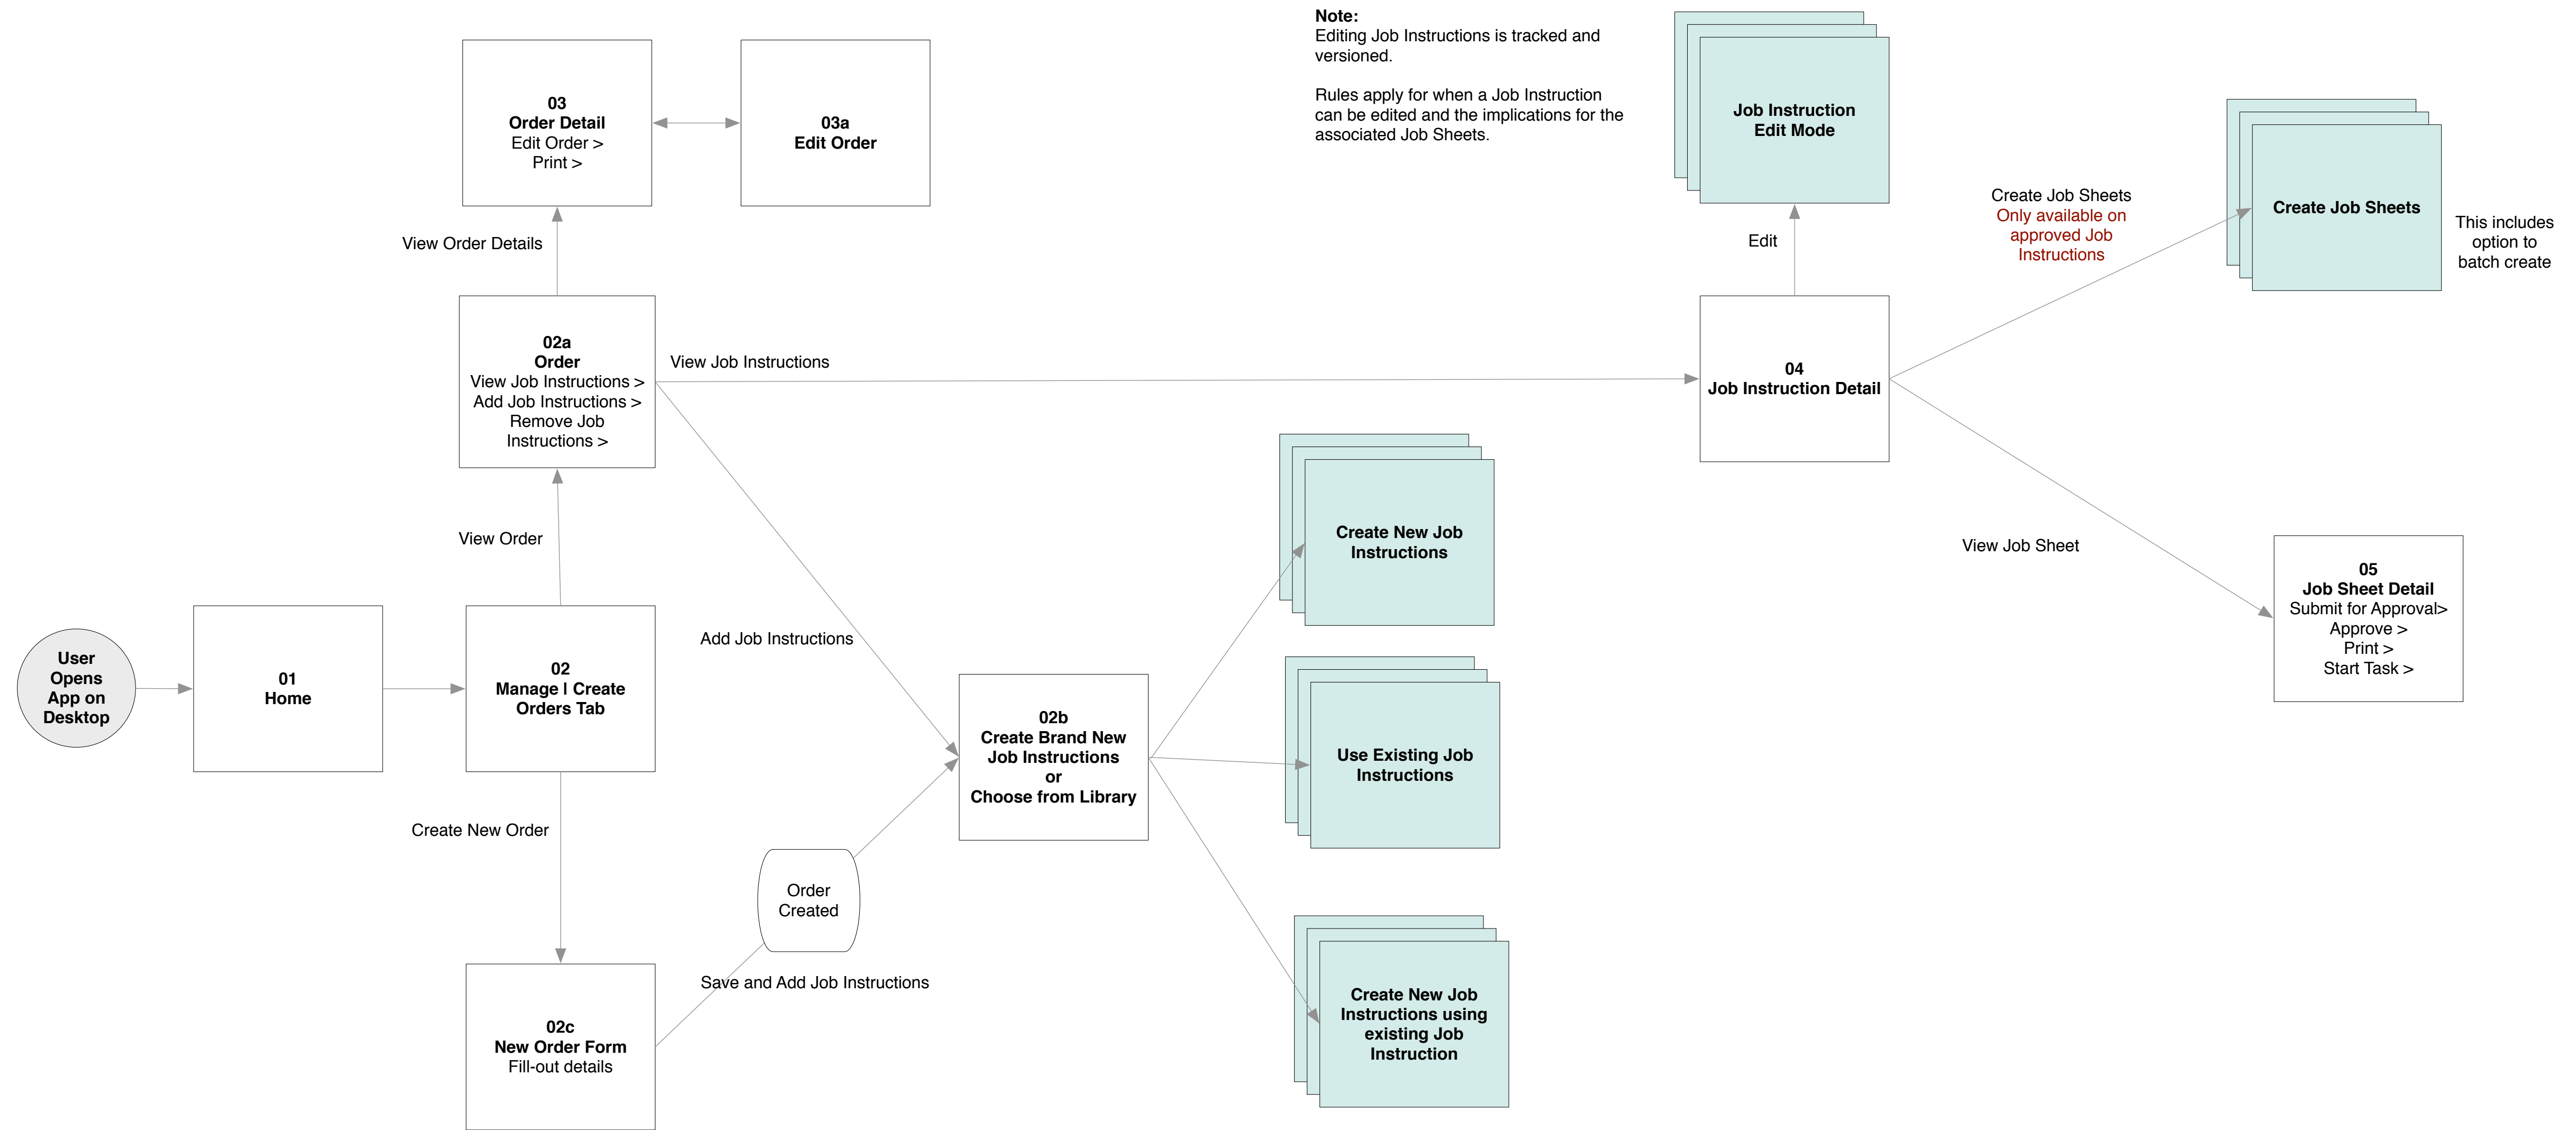 Note:
Editing Job Instructions is tracked and
versioned.
Rules apply for when a Job Instruction
can be edited and the implications for the
associated Job Sheets.
03
Order Detail
Edit Order >
Print >
03a
Edit Order
Job Instruction
Edit Mode
Create Job Sheets
Only available on
approved Job
Instructions
Create Job Sheets
This includes
option to
batch create
View Order Details
Edit
02a
Order
View Job Instructions >
Add Job Instructions >
Remove Job
Instructions >
View Job Instructions
04
Job Instruction Detail
View Order
Create New Job
Instructions
View Job Sheet
05
Job Sheet Detail
Submit for Approval>
Approve >
Print >
Start Task >
Add Job Instructions
User
Opens
App on
Desktop
01
Home
02
Manage | Create
Orders Tab
02b
Create Brand New
Job Instructions
or
Choose from Library
Use Existing Job
Instructions
Create New Order
Order
Created
Save and Add Job Instructions
02c
New Order Form
Fill-out details
Create New Job
Instructions using
existing Job
Instruction